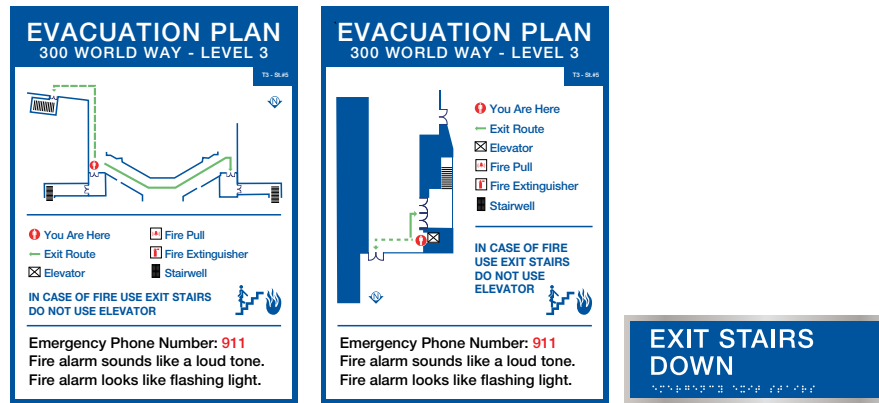 EVACUATION PLAN
300 WORLD WAY - LEVEL 3
T3 - St.#5
N
You Are Here
Exit Route
Elevator
Fire Pull
Fire Extinguisher
Stairwell
IN CASE OF FIRE USE EXIT STAIRS
DO NOT USE ELEVATOR
Emergency Phone Number: 911
Fire alarm sounds like a loud tone.
Fire alarm looks like flashing light.
EVACUATION PLAN
300 WORLD WAY - LEVEL 3
T3 - St.#5
You Are Here
Exit Route
Elevator
Fire Pull
Fire Extinguisher
Stairwell
IN CASE OF FIRE
USE EXIT STAIRS
DO NOT USE
ELEVATOR
N
Emergency Phone Number: 911
Fire alarm sounds like a loud tone.
Fire alarm looks like flashing light.
EXIT STAIRS
DOWN